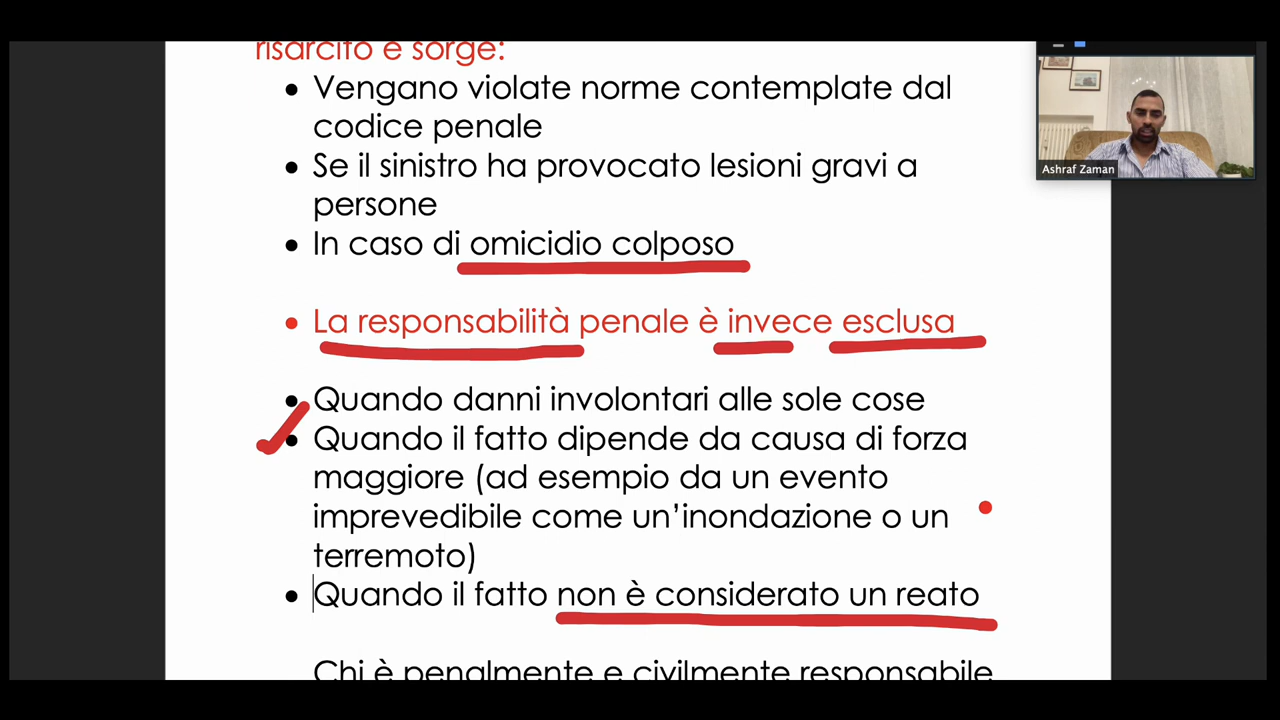 risarcito e sorge:
• Vengano violate norme contemplate dal
codice penale
• Se il sinistro ha provocato lesioni gravi a
persone
• In caso di omicidio colposo
• La responsabilità penale è invece esclusa
• Quando danni involontari alle sole cose
• Quando il fatto dipende da causa di forza
maggiore (ad esempio da un evento
imprevedibile come un’inondazione o un
terremoto)
• Quando il fatto non è considerato un reato
Chi è penalmente e civilmente responsabile
Ashraf Zaman